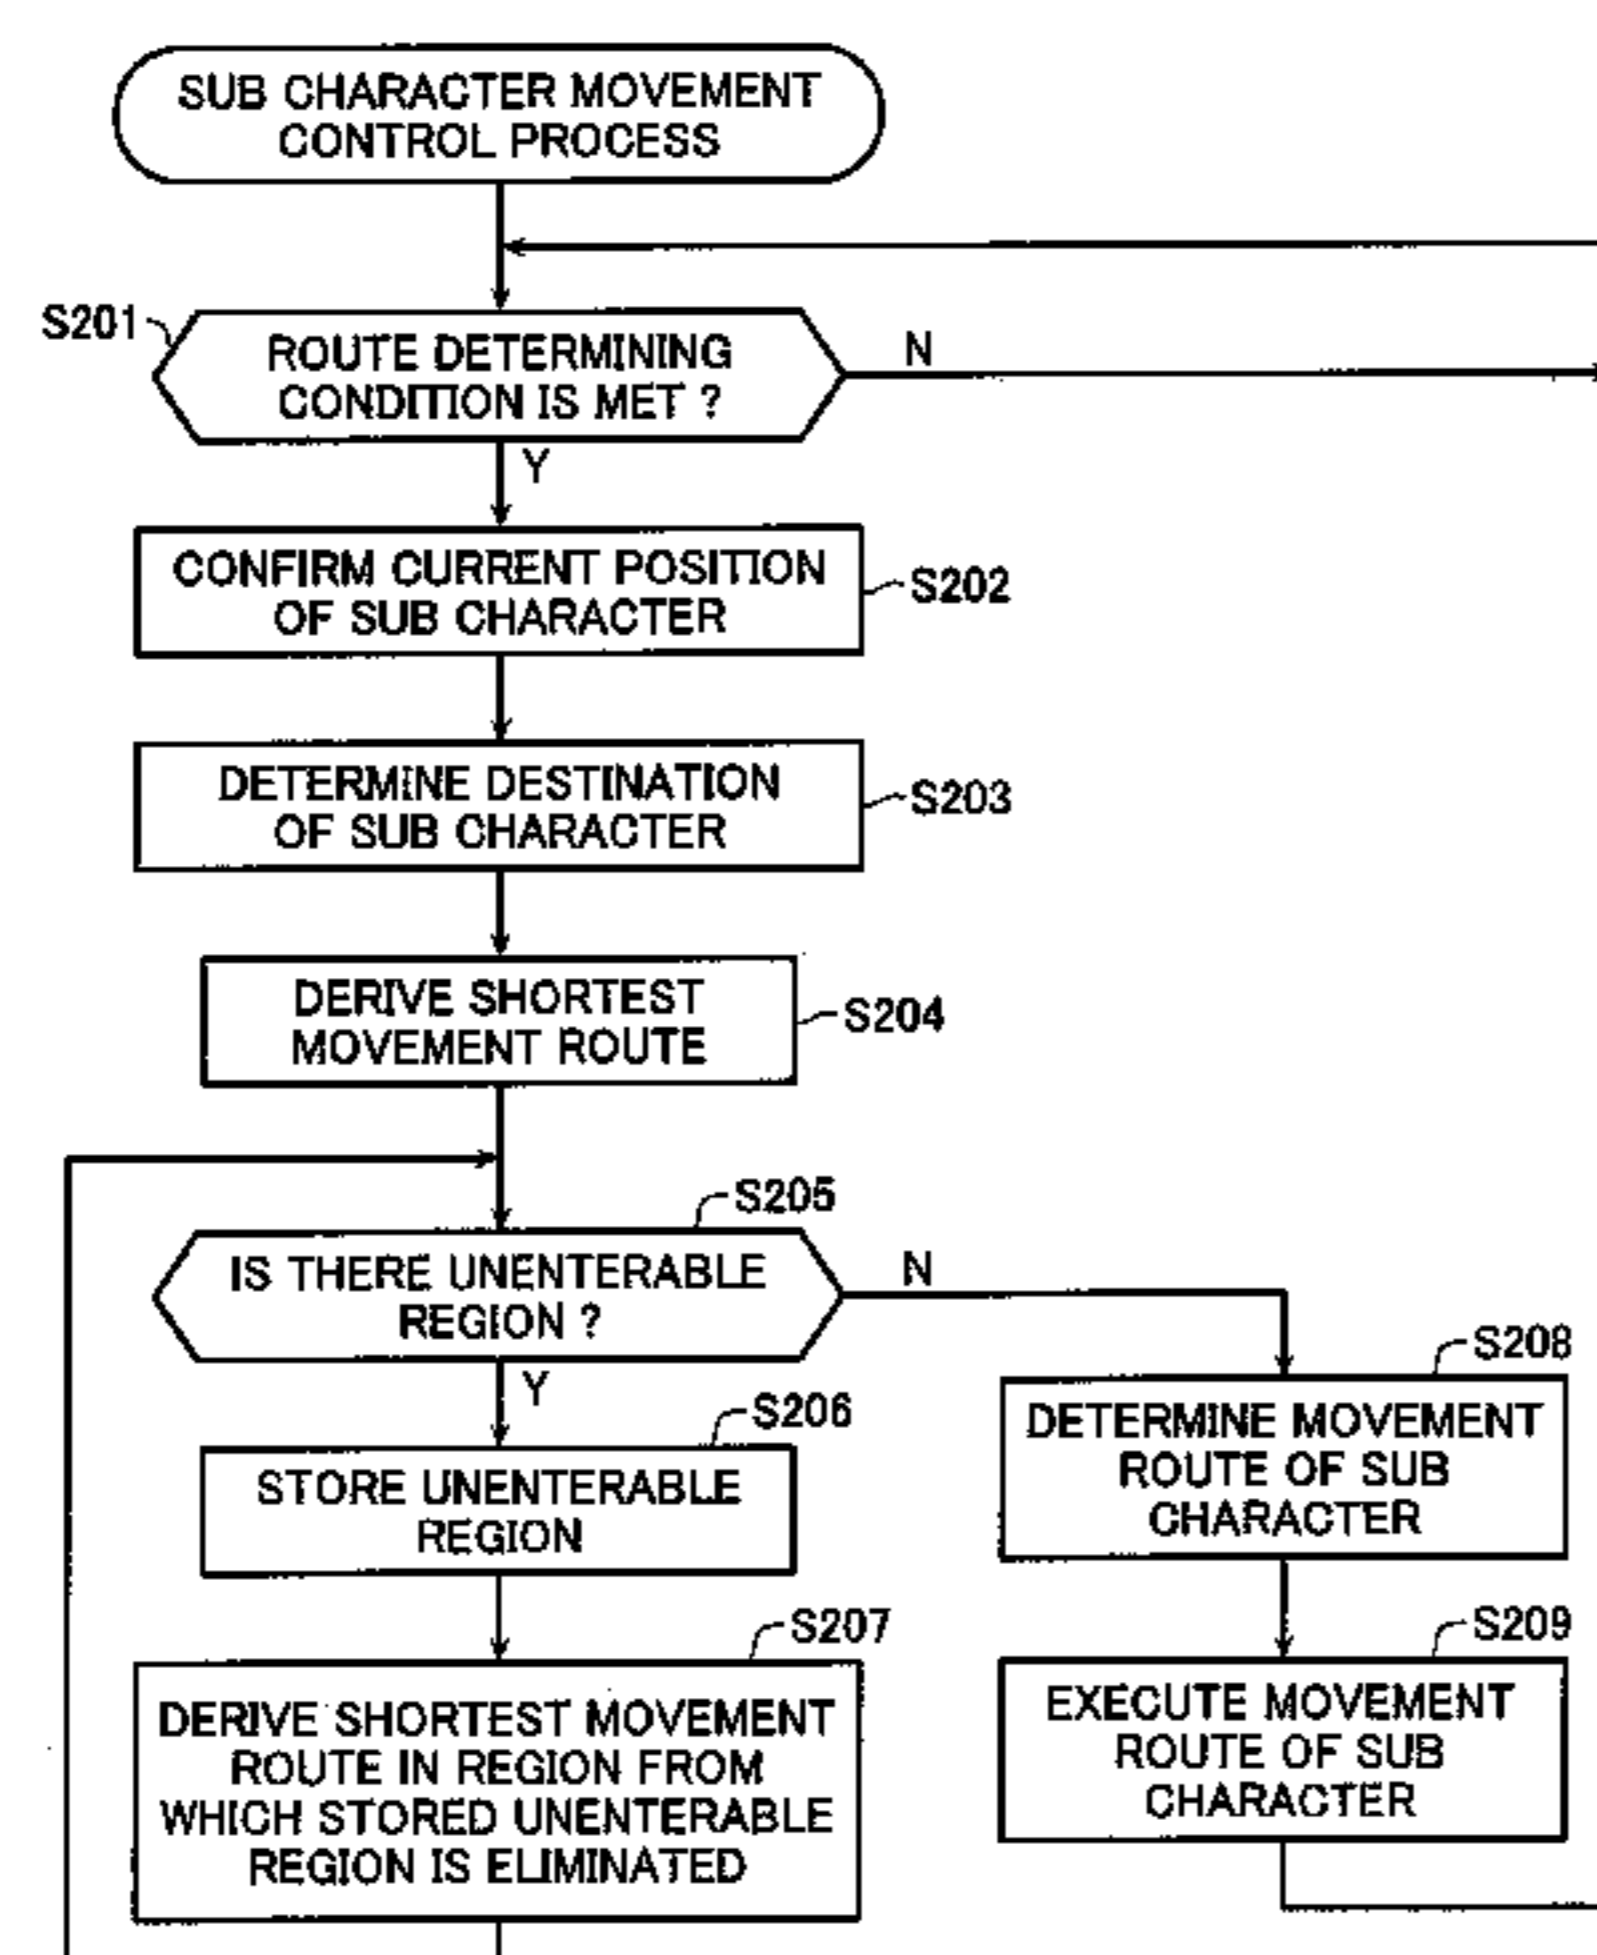 SUB CHARACTER MOVEMENT
CONTROL PROCESS
S201
ROUTE DETERMINING
CONDITION IS MET ?
N
Y
CONFIRM CURRENT POSITION
OF SUB CHARACTER
S202
DETERMINE DESTINATION
OF SUB CHARACTER
S203
DERIVE SHORTEST
MOVEMENT ROUTE
S204
S205
IS THERE UNENTERABLE
REGION ?
N
Y
S206
STORE UNENTERABLE
REGION
S207
DERIVE SHORTEST MOVEMENT
ROUTE IN REGION FROM
WHICH STORED UNENTERABLE
REGION IS ELIMINATED
S208
DETERMINE MOVEMENT
ROUTE OF SUB
CHARACTER
S209
EXECUTE MOVEMENT
ROUTE OF SUB
CHARACTER